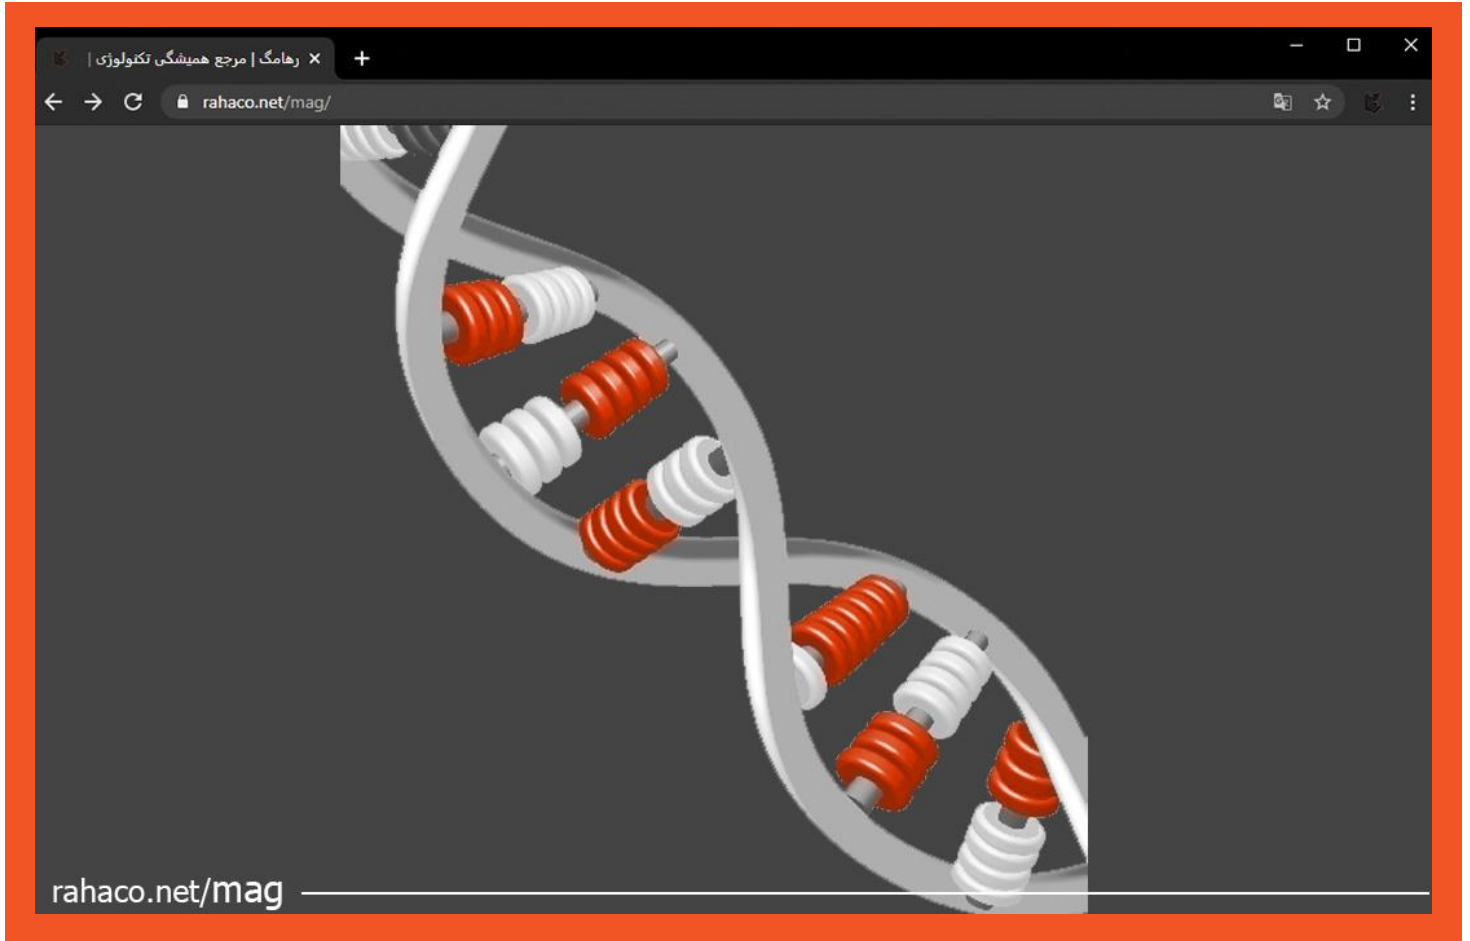 رهامگ | مرجع همیشگی تکنولوژی |
rahaco.net/mag/
rahaco.net/mag